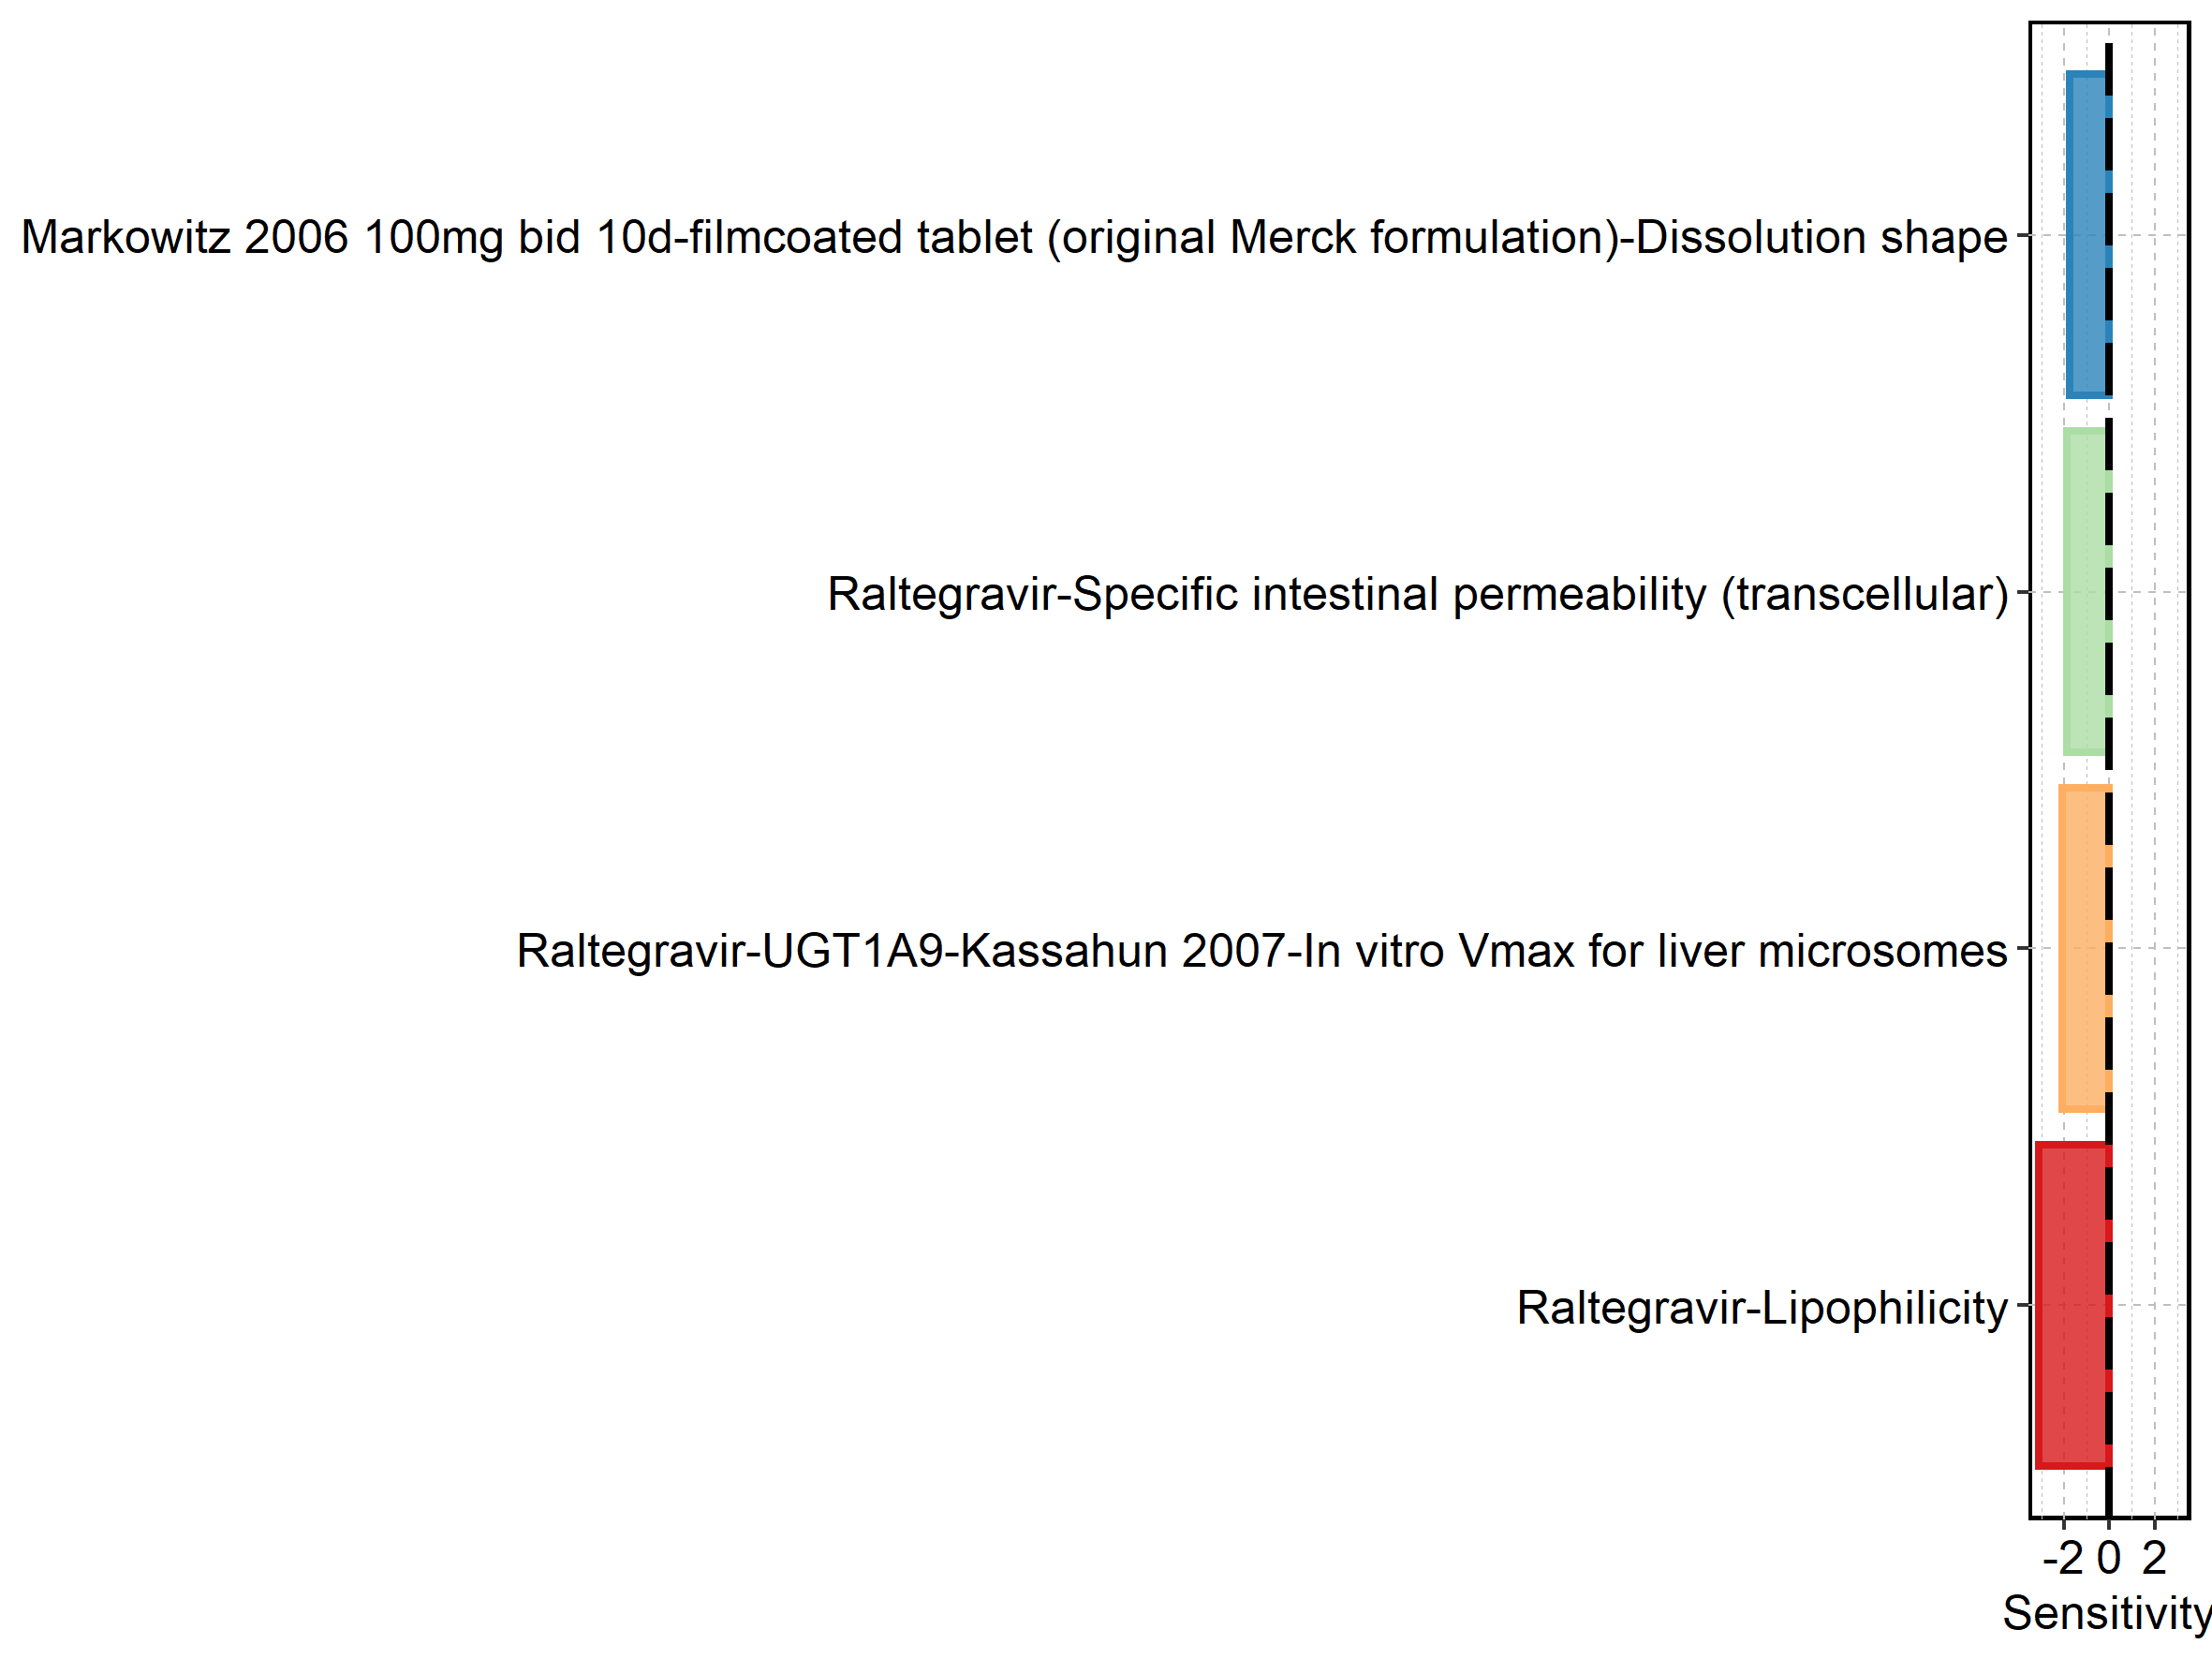 Markowitz 2006 100mg bid 10d-filmcoated tablet (original Merck formulation)-Dissolution shape
Raltegravir-Specific intestinal permeability (transcellular)
Raltegravir-UGT1A9-Kassahun 2007-In vitro Vmax for liver microsomes
Raltegravir-Lipophilicity
-2 0 2
Sensitivity